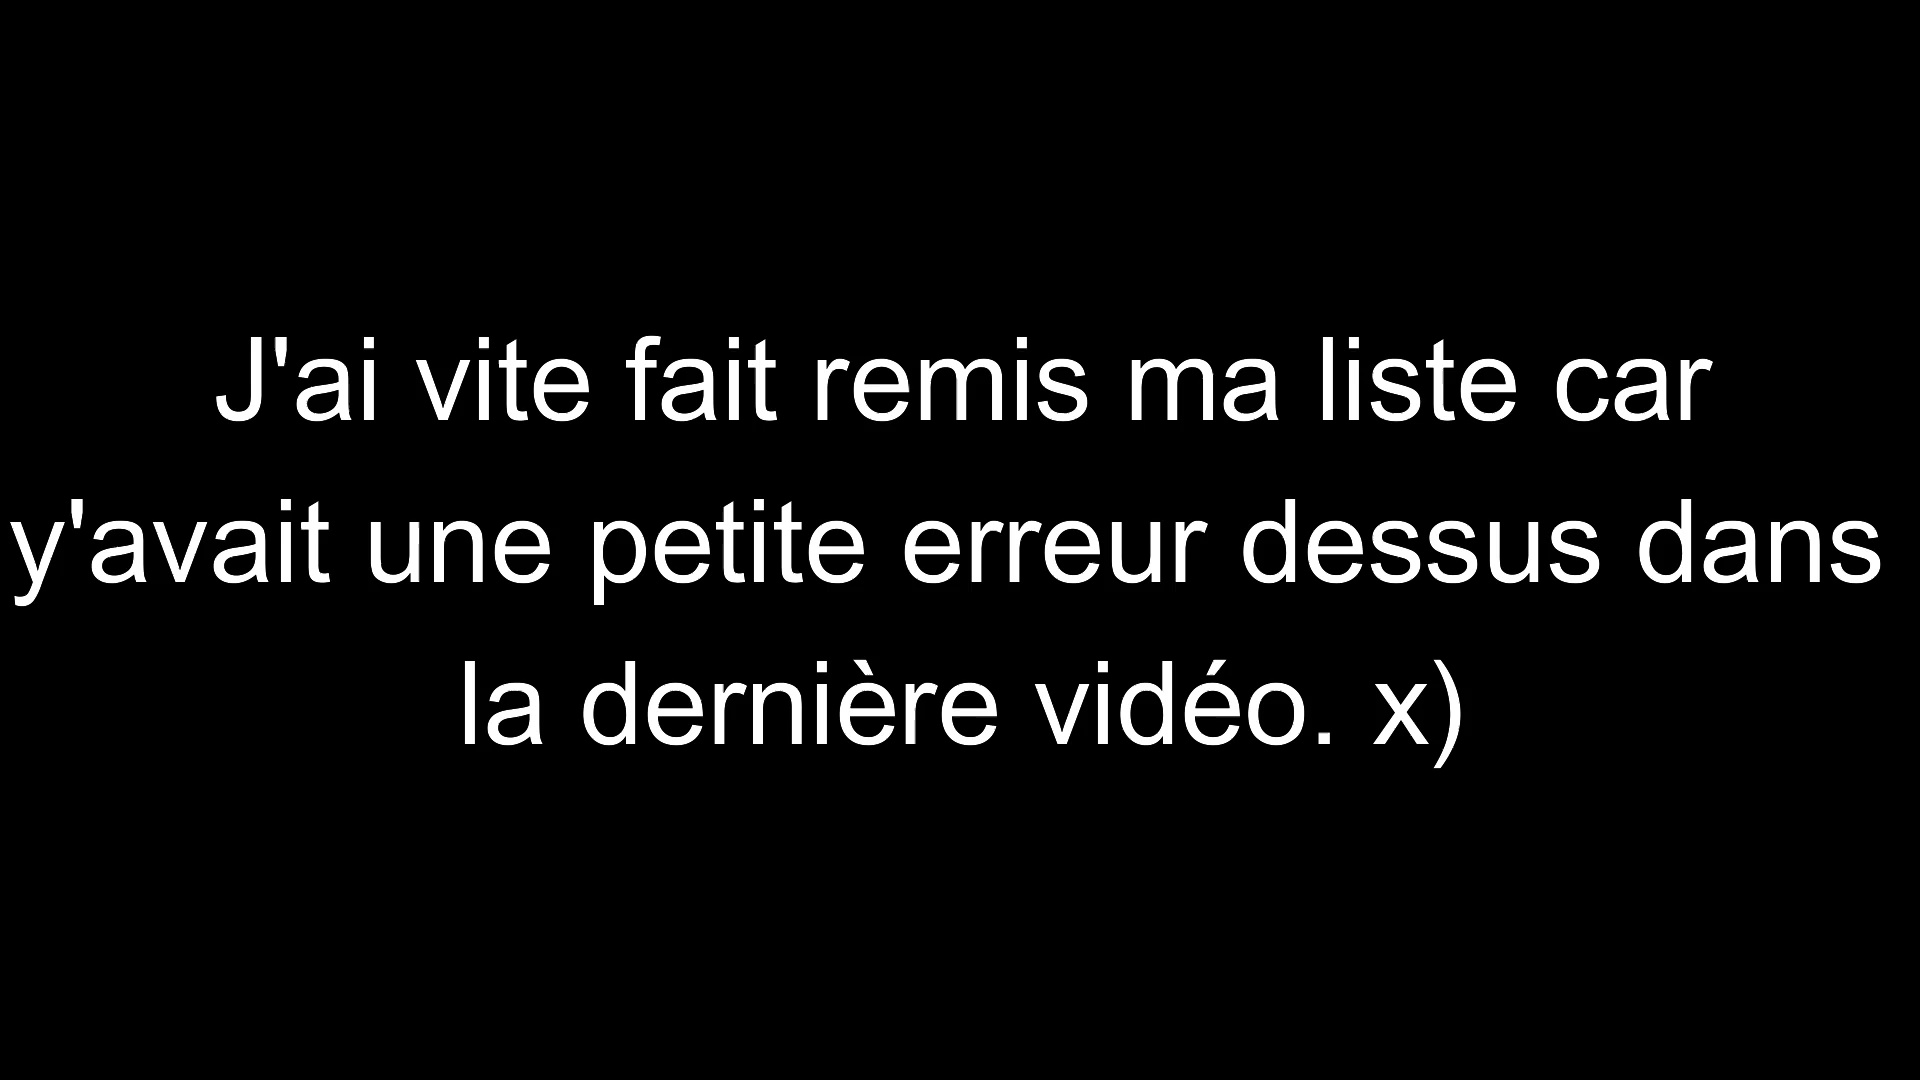 J'ai vite fait remis ma liste car
y'avait une petite erreur dessus dans
la dernière vidéo. x)